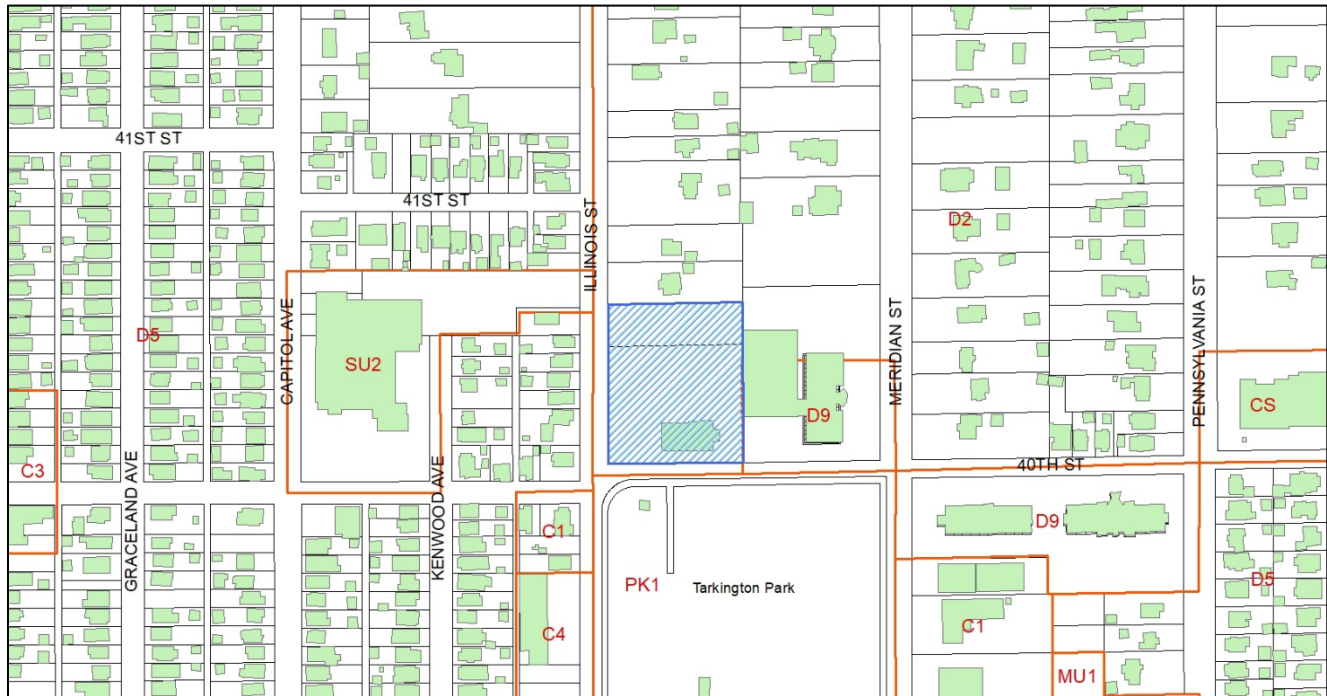 41ST ST
41ST ST
ILLINOIS ST
D2
CAPITOL AVE
MERIDIAN ST
PENNSYLVANIA ST
D5
SU2
CS
D9
C3
40TH ST
GRACELAND AVE
KENWOOD AVE
C1
D9
PK1
Tarkington Park
D5
C4
C1
MU1